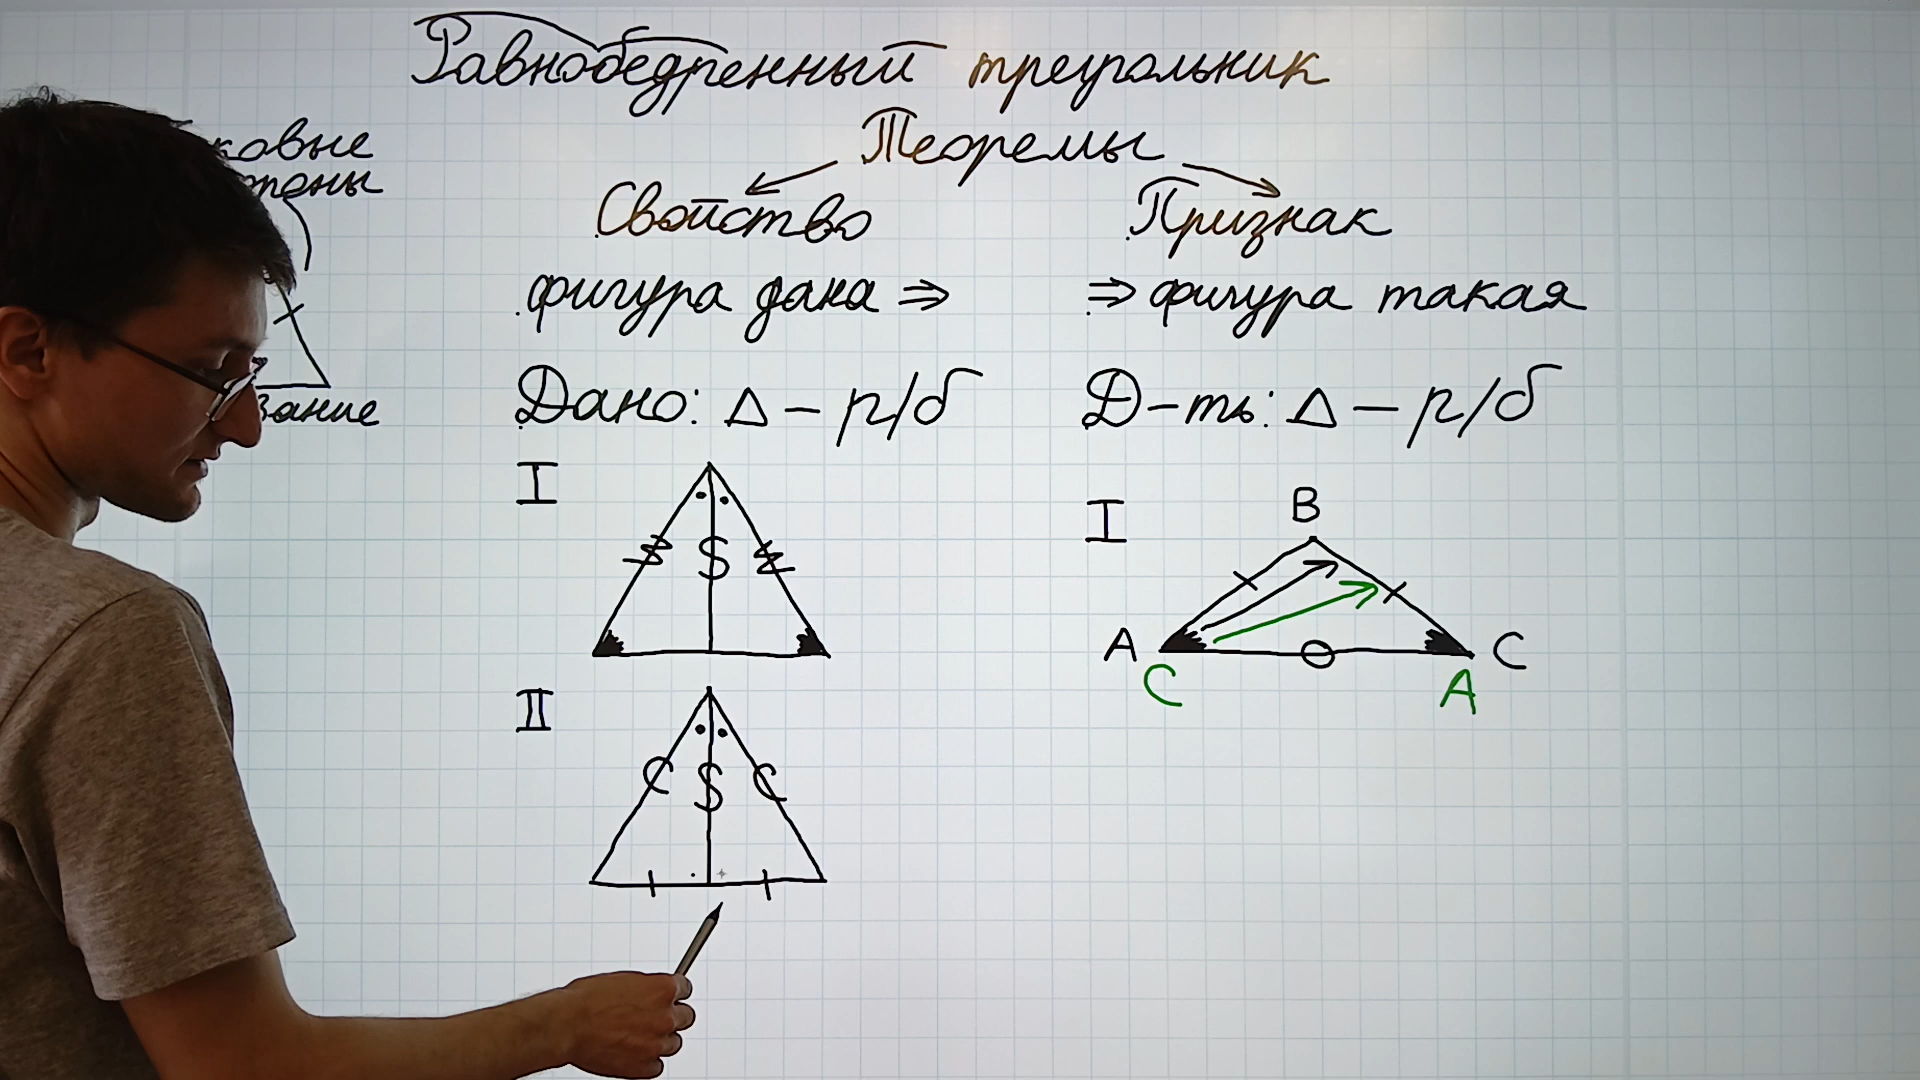 Равнобедренный треугольник
Теоремы
Свойство
Признак
фигура дана ⇒
⇒ фигура такая
Дано: Δ – р/б
Д-ть: Δ – р/б
I
I
B
A
C
C
A
II